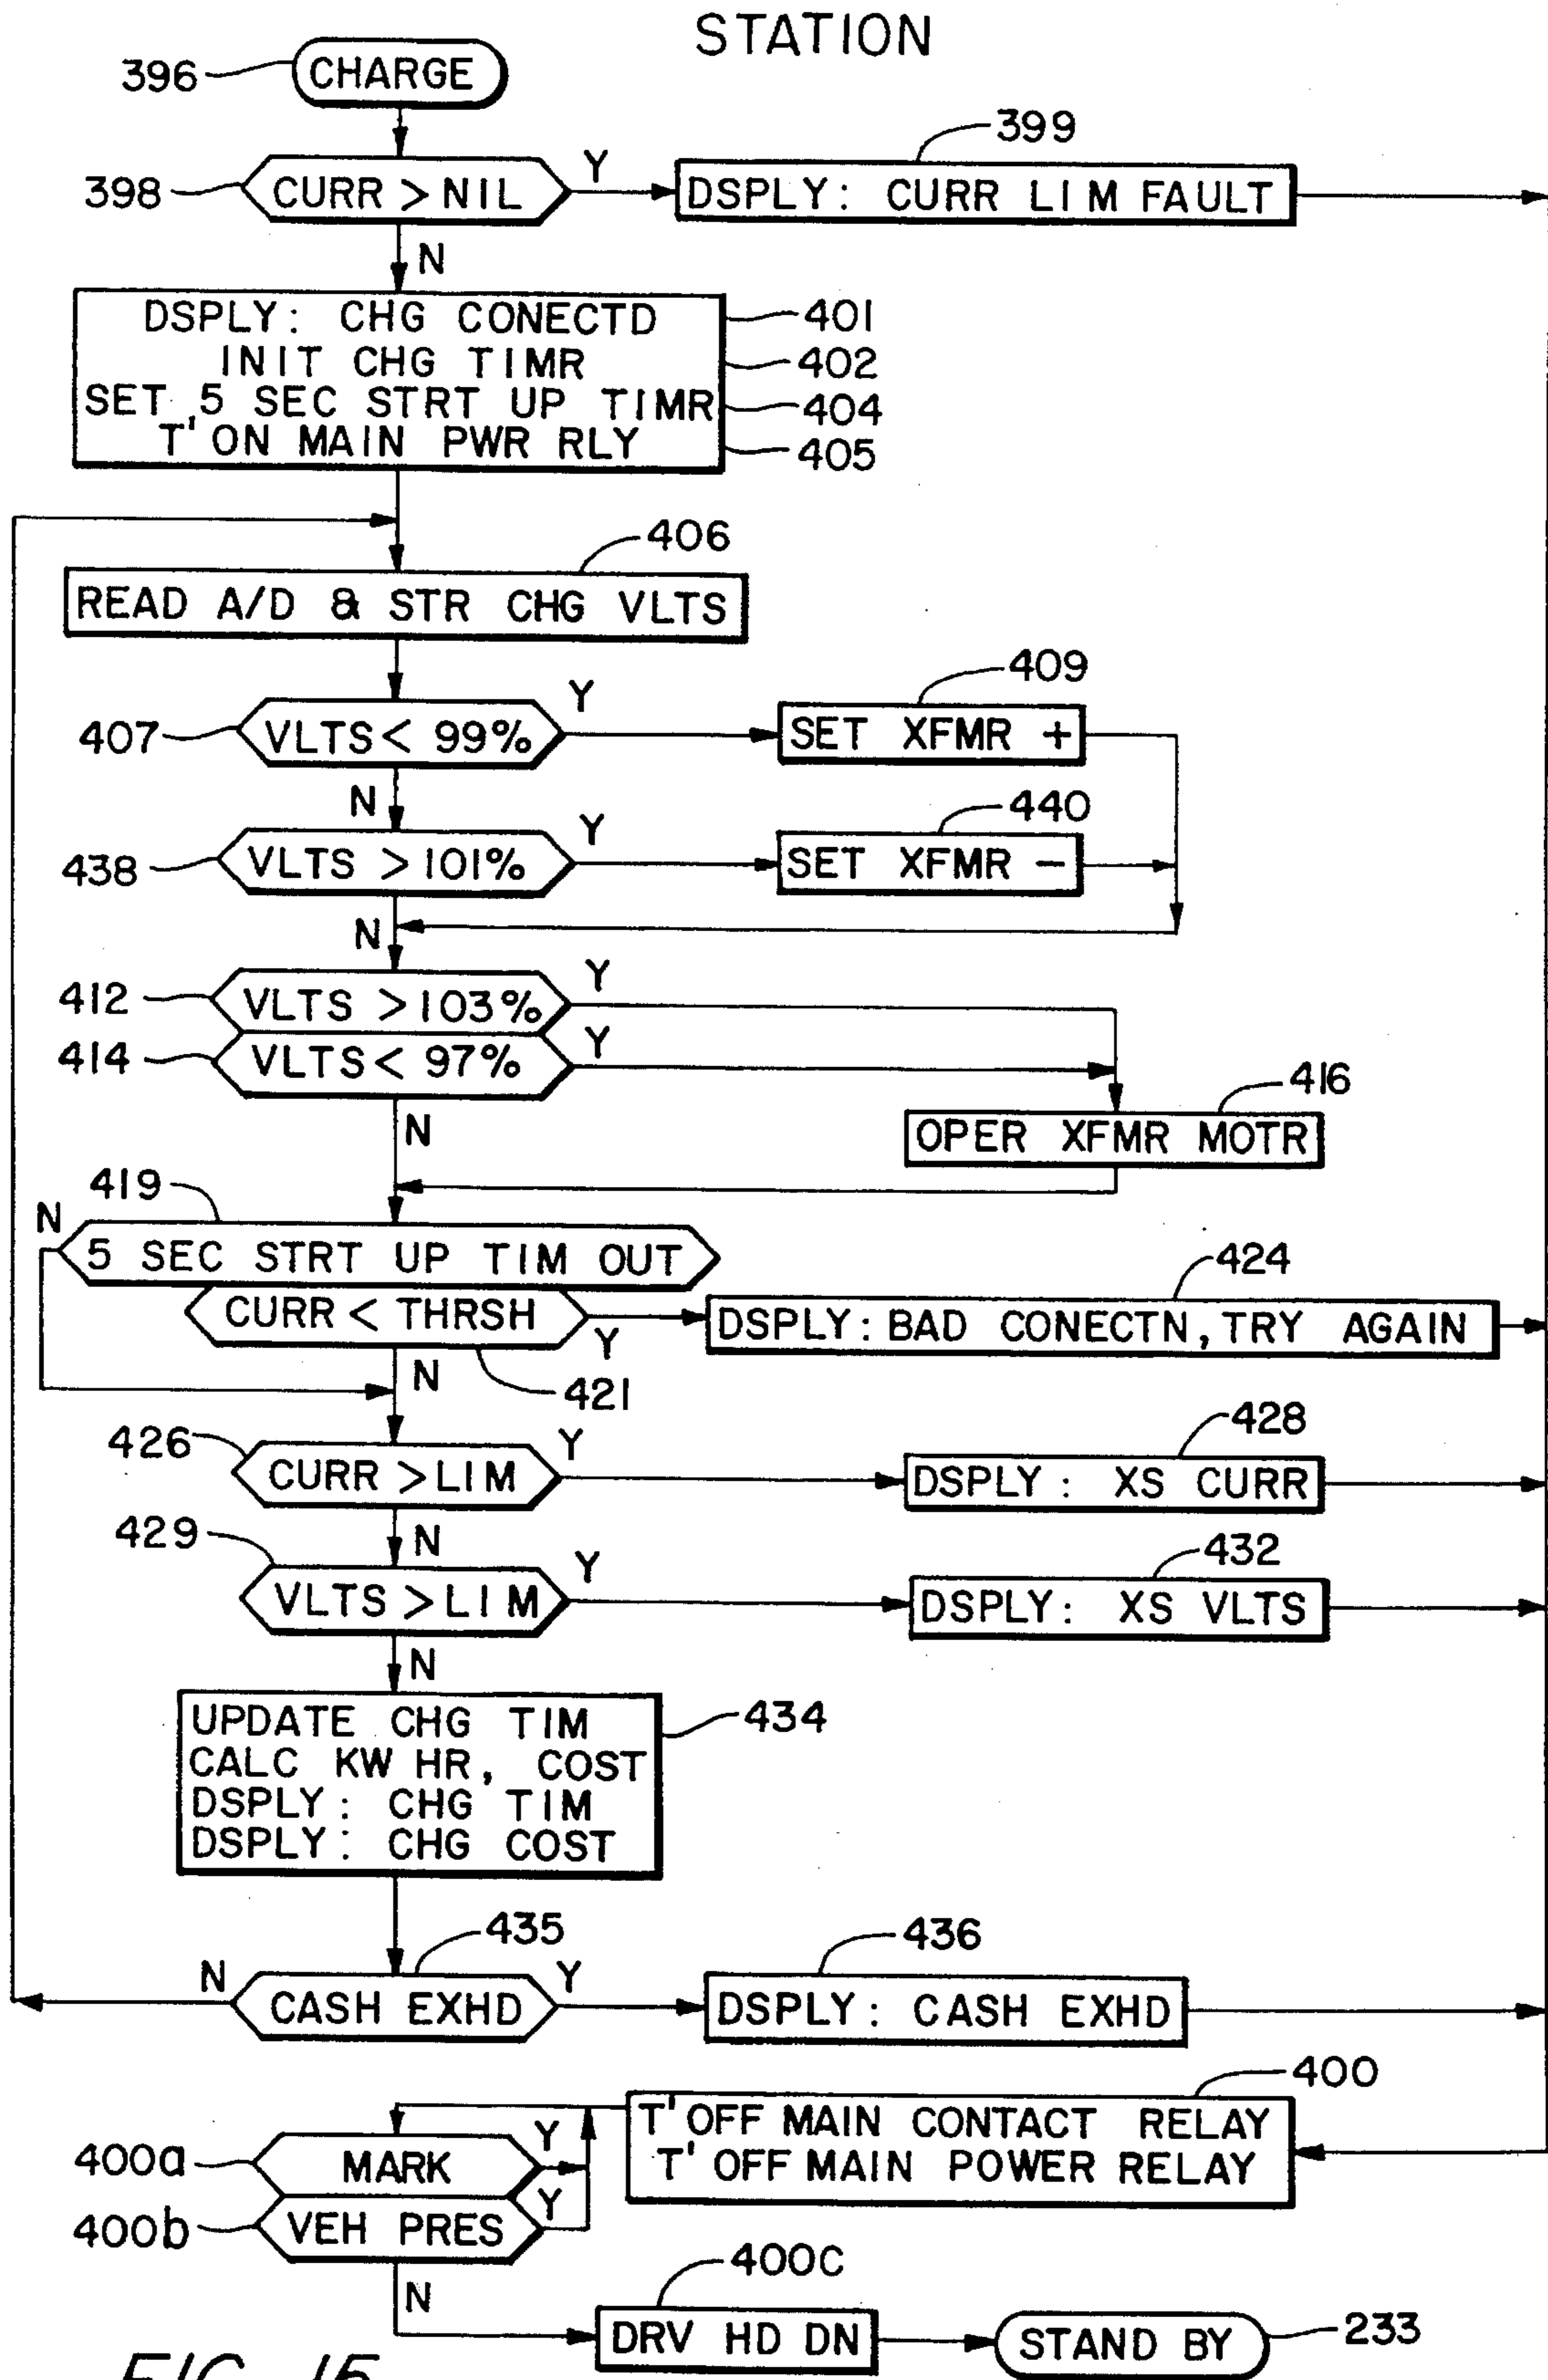 STATION
396 CHARGE
399
398 CURR > NIL Y DSPLY: CURR LIM FAULT
N
DSPLY: CHG CONECTD 401
INIT CHG TIMR 402
SET 5 SEC STRT UP TIMR 404
T'ON MAIN PWR RLY 405
406
READ A/D & STR CHG VLTS
409
407 VLTS < 99% Y SET XFMR +
N
440
438 VLTS > 101% Y SET XFMR −
N
412 VLTS > 103% Y
414 VLTS < 97% Y
416
N OPER XFMR MOTR
419
N 5 SEC STRT UP TIM OUT
424
CURR < THRSH Y DSPLY: BAD CONECTN, TRY AGAIN
N 421
428
426 CURR > LIM Y DSPLY: XS CURR
N
432
429 VLTS > LIM Y DSPLY: XS VLTS
N
UPDATE CHG TIM 434
CALC KW HR, COST
DSPLY: CHG TIM
DSPLY: CHG COST
435 436
N CASH EXHD Y DSPLY: CASH EXHD
400
T'OFF MAIN CONTACT RELAY
T'OFF MAIN POWER RELAY
400a MARK Y
400b VEH PRES Y
400c
N DRV HD DN STAND BY 233
FIG. 15